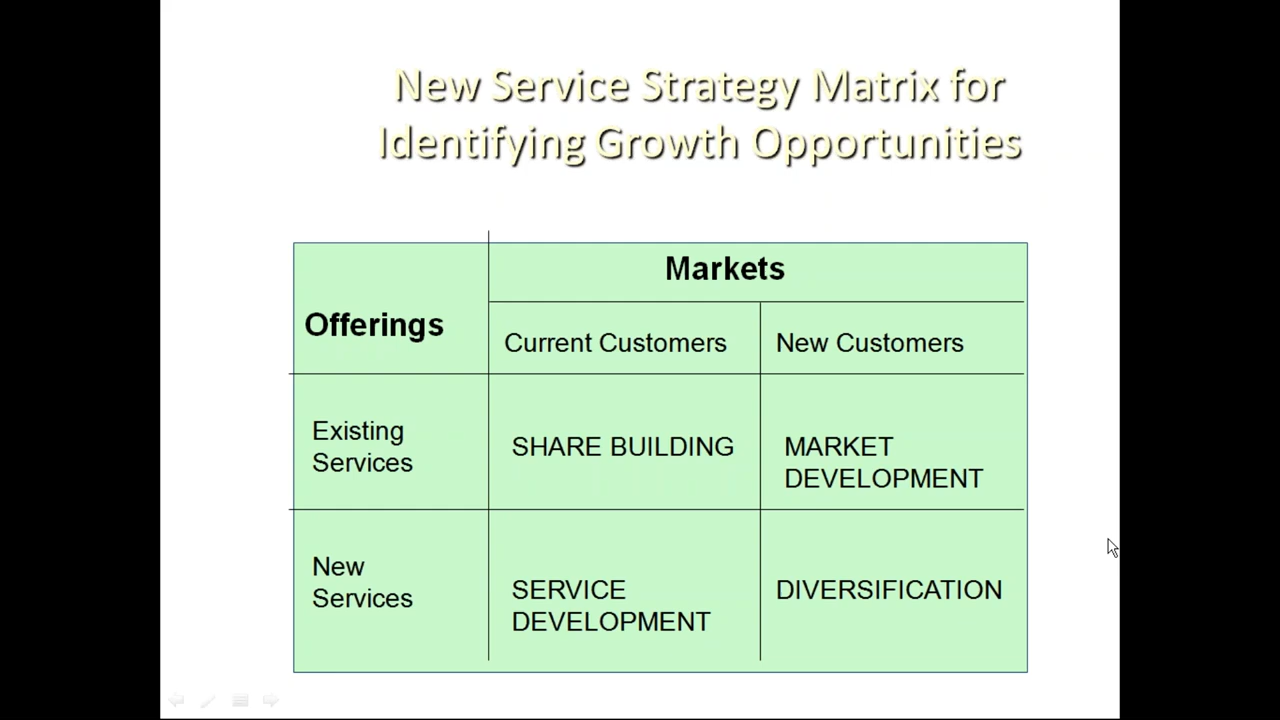 New Service Strategy Matrix for
Identifying Growth Opportunities
Markets
Offerings
Current Customers
New Customers
Existing
Services
SHARE BUILDING
MARKET
DEVELOPMENT
New
Services
SERVICE
DEVELOPMENT
DIVERSIFICATION